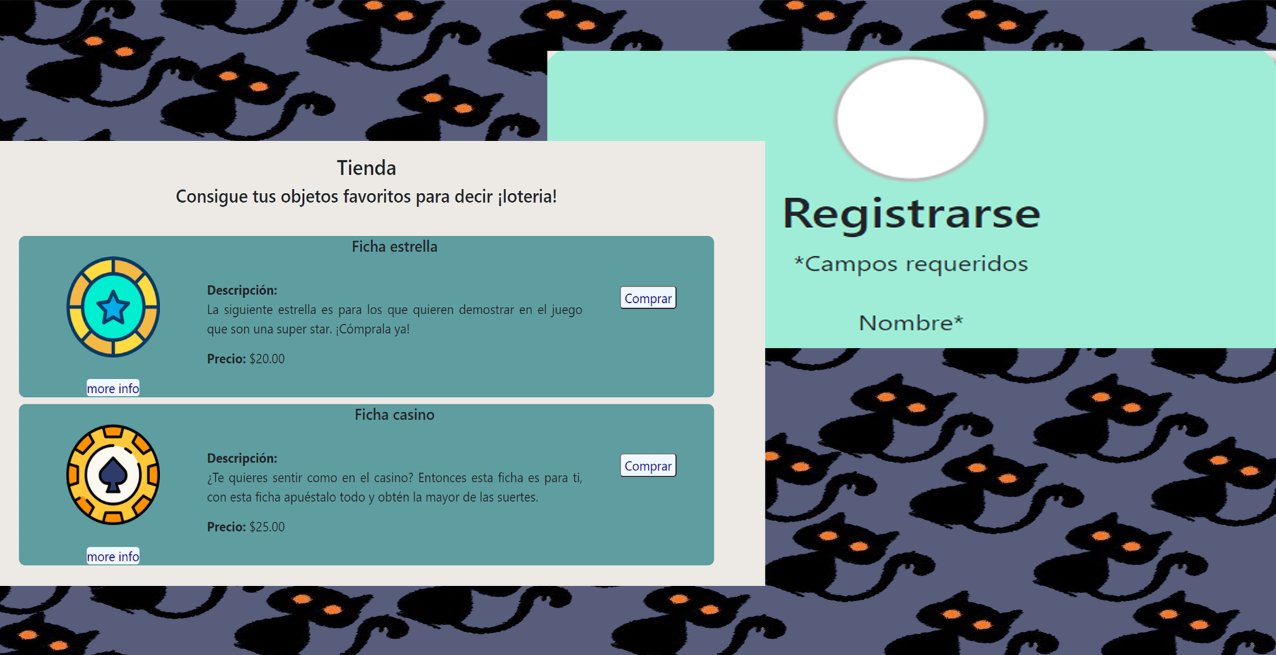 Tienda
Consigue tus objetos favoritos para decir ¡loteria!
Ficha estrella
Descripción:
La siguiente estrella es para los que quieren demostrar en el juego
que son una super star. ¡Cómprala ya!
Precio: $20.00
Comprar
more info
Ficha casino
Descripción:
¿Te quieres sentir como en el casino? Entonces esta ficha es para ti,
con esta ficha apuéstalo todo y obtén la mayor de las suertes.
Precio: $25.00
Comprar
more info
Registrarse
*Campos requeridos
Nombre*